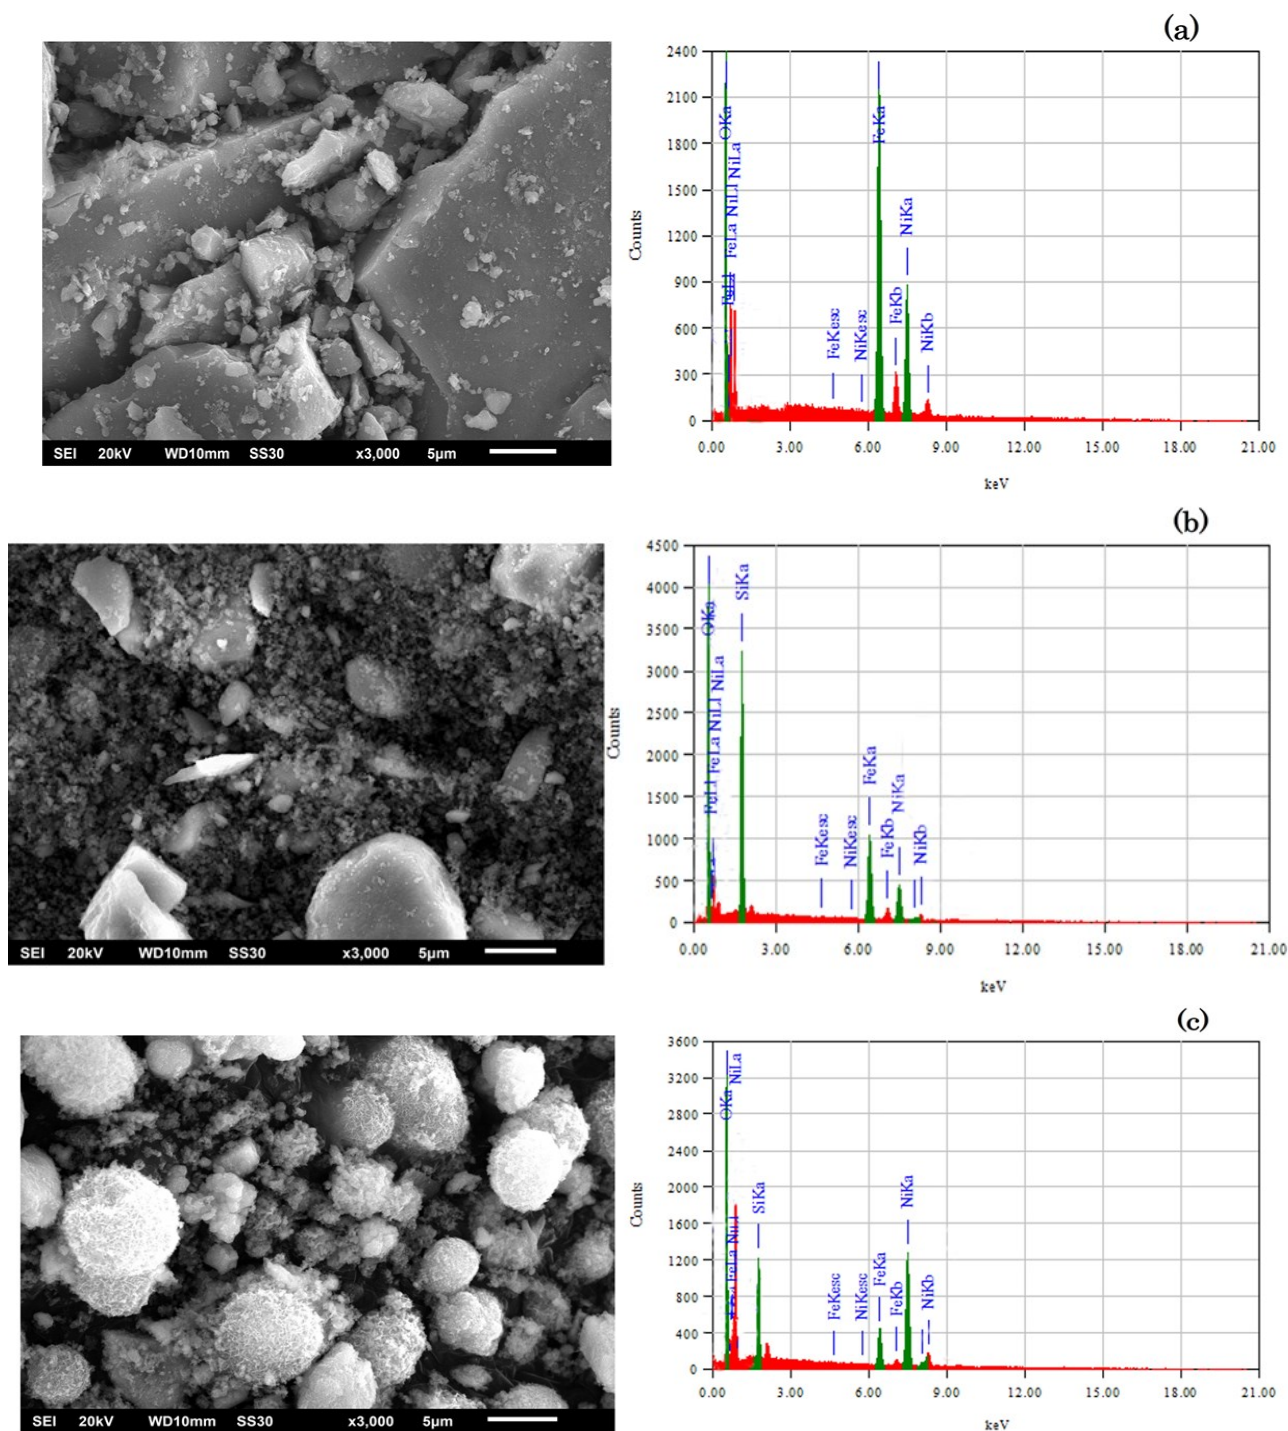 (a)
2400
2100
1800
1500
1200
900
600
300
0
Counts
OKa
FeLl FeLa NiLl NiLa
FeKesc
NiKesc
FeKa
FeKb
NiKa
NiKb
0.00 3.00 6.00 9.00 12.00 15.00 18.00 21.00
keV
SEI 20kV WD10mm SS30 x3,000 5µm
(b)
4500
4000
3500
3000
2500
2000
1500
1000
500
0
Counts
OKa
FeLl FeLa NiLl NiLa
SiKa
FeKesc
NiKesc
FeKa
FeKb
NiKa
NiKb
0.00 3.00 6.00 9.00 12.00 15.00 18.00 21.00
keV
SEI 20kV WD10mm SS30 x3,000 5µm
(c)
3600
3200
2800
2400
2000
1600
1200
800
400
0
Counts
OKa
FeLa NiLl NiLa
SiKa
FeKesc
NiKesc
FeKa
FeKb
NiKa
NiKb
0.00 3.00 6.00 9.00 12.00 15.00 18.00 21.00
keV
SEI 20kV WD10mm SS30 x3,000 5µm